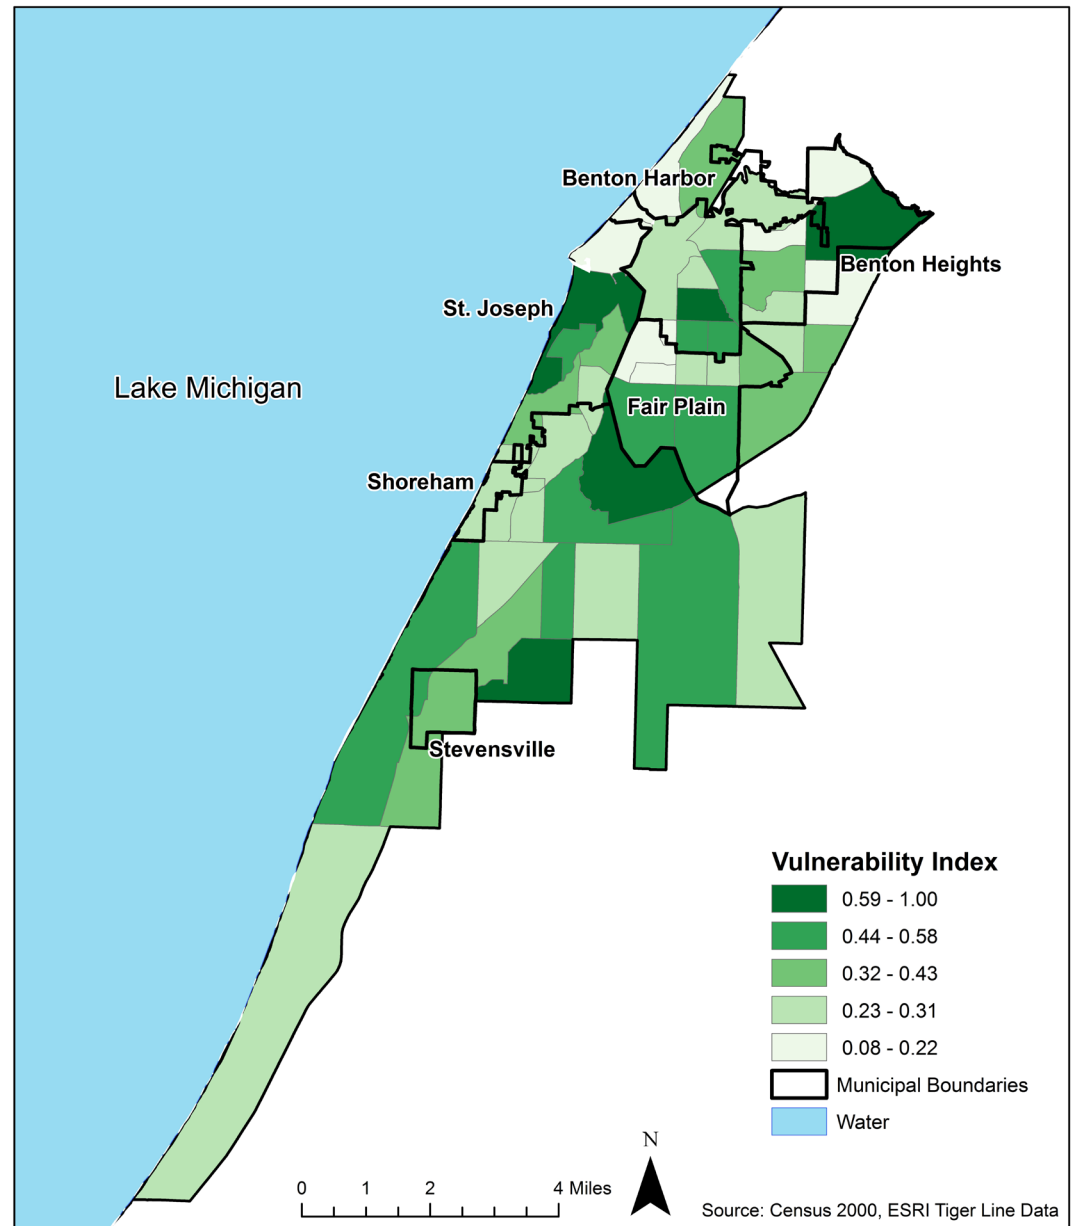 Benton Harbor
Benton Heights
St. Joseph
Lake Michigan
Fair Plain
Shoreham
Stevensville
Vulnerability Index
0.59 - 1.00
0.44 - 0.58
0.32 - 0.43
0.23 - 0.31
0.08 - 0.22
Municipal Boundaries
Water
N
0 1 2 4 Miles
Source: Census 2000, ESRI Tiger Line Data